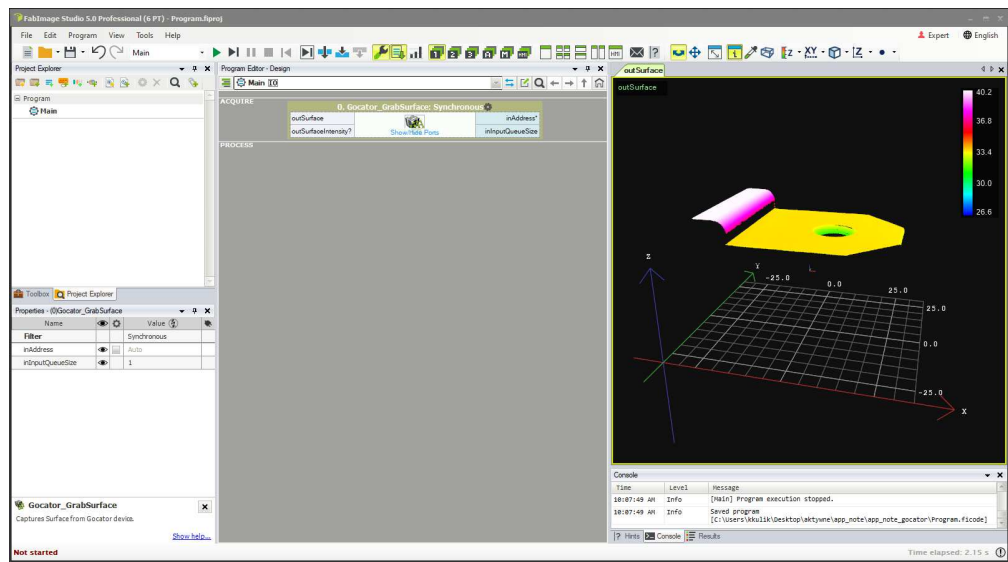 FabImage Studio 5.0 Professional (6 PT) - Program.fiproj
File Edit Program View Tools Help
Expert English
Main
Project Explorer
Program
Main
Toolbox Project Explorer
Properties - (0)Gocator_GrabSurface
Name Value
Filter Synchronous
inAddress Auto
inInputQueueSize 1
Gocator_GrabSurface
Captures Surface from Gocator device.
Show help...
Not started
Program Editor - Design
Main
ACQUIRE
0. Gocator_GrabSurface: Synchronous
outSurface inAddress*
outSurfaceIntensity? Show/Hide Ports inInputQueueSize
PROCESS
outSurface
outSurface
40.2
36.8
33.4
30.0
26.6
Z
Y
-25.0
0.0
25.0
25.0
0.0
-25.0
X
Console
Time Level Message
10:07:49 AM Info [Main] Program execution stopped.
10:07:49 AM Info Saved program
[C:\Users\kkulik\Desktop\aktywne\app_note\app_note_gocator\Program.ficode]
Hints Console Results
Time elapsed: 2.15 s